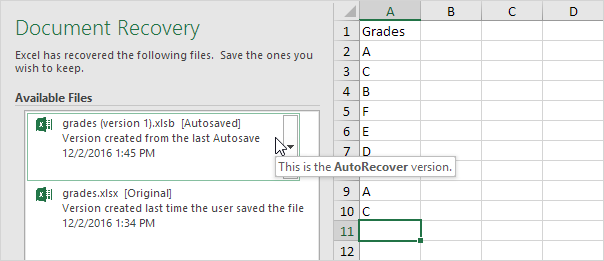 Document Recovery
Excel has recovered the following files.  Save the ones you wish to keep.
Available Files
grades (version 1).xlsb  [Autosaved]
Version created from the last Autosave
12/2/2016 1:45 PM
This is the AutoRecover version.
grades.xlsx  [Original]
Version created last time the user saved the file
12/2/2016 1:34 PM
A B C D
1 Grades
2 A
3 C
4 B
5 F
6 E
7 D
9 A
10 C
11
12